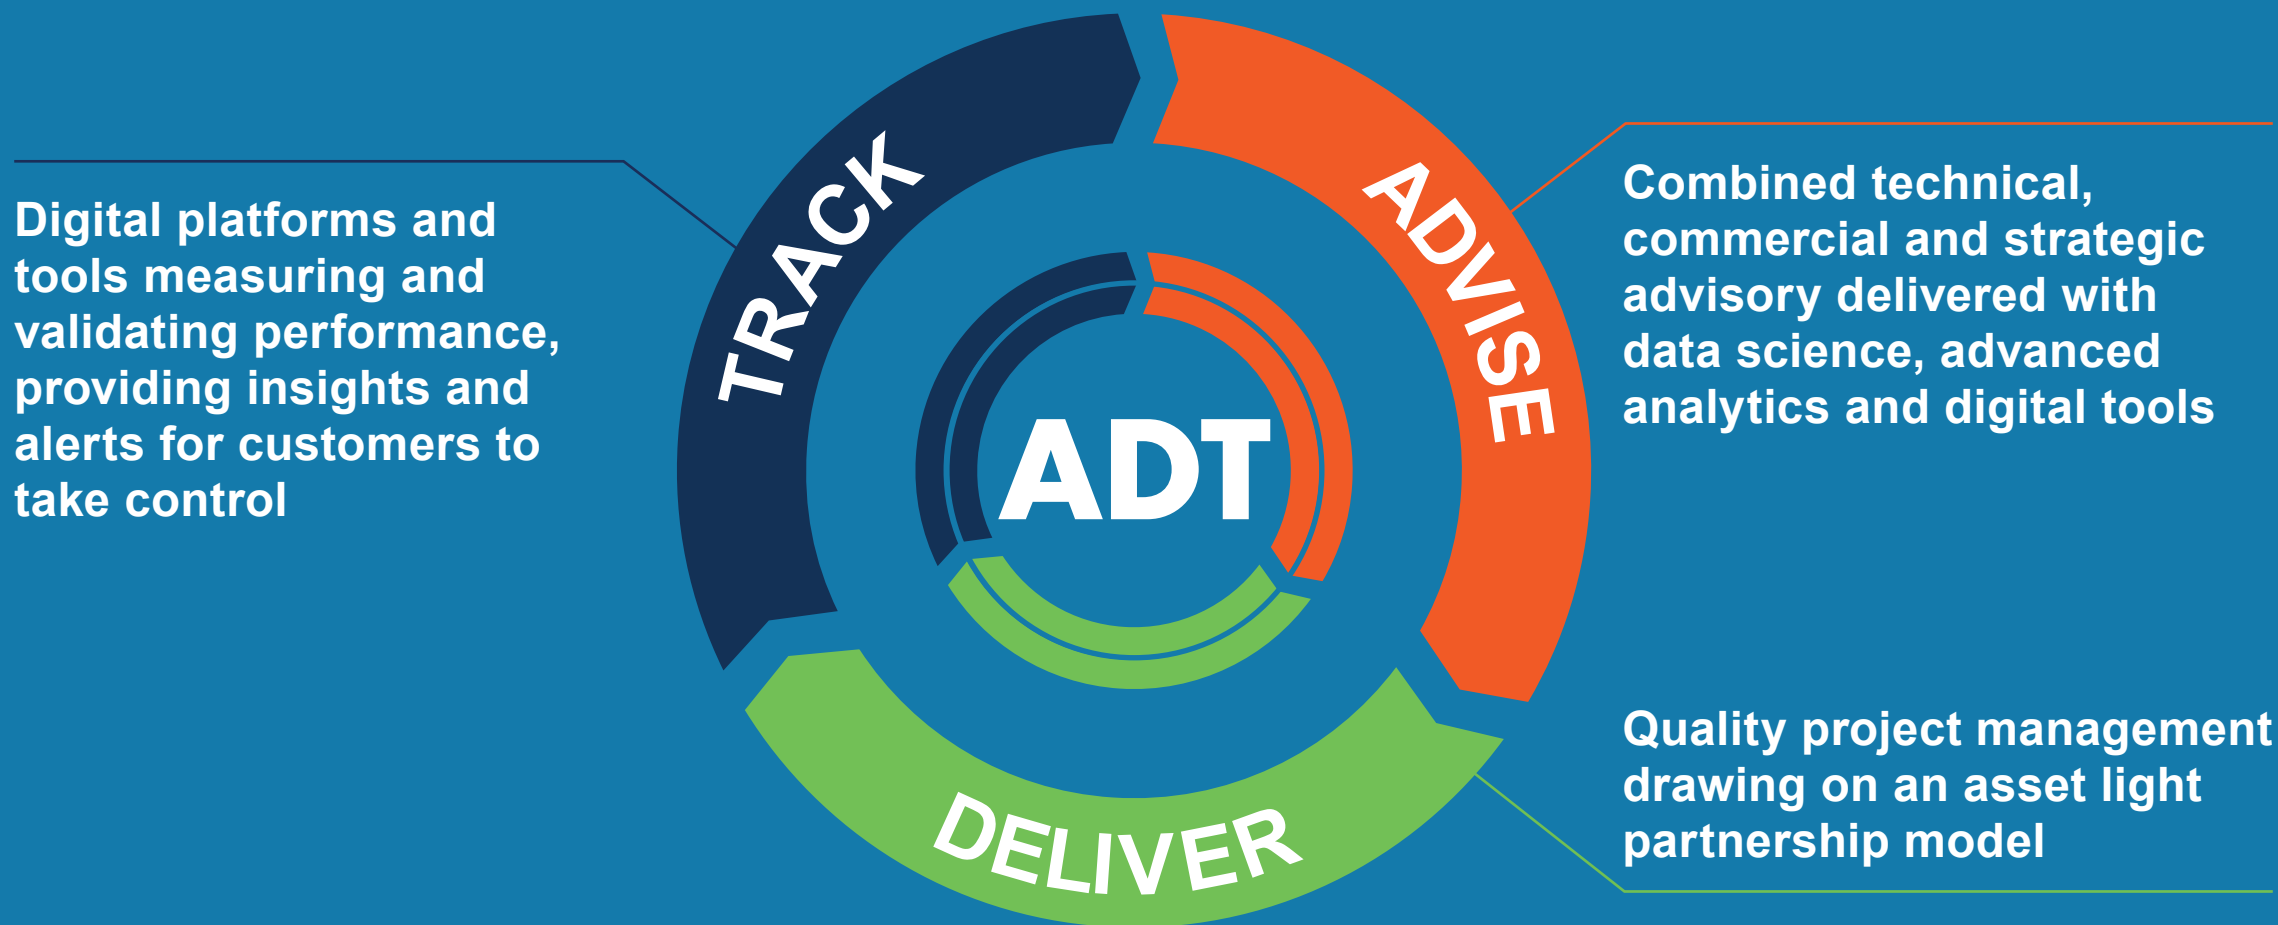 TRACK
Digital platforms and
tools measuring and
validating performance,
providing insights and
alerts for customers to
take control
ADT
ADVISE
Combined technical,
commercial and strategic
advisory delivered with
data science, advanced
analytics and digital tools
DELIVER
Quality project management
drawing on an asset light
partnership model